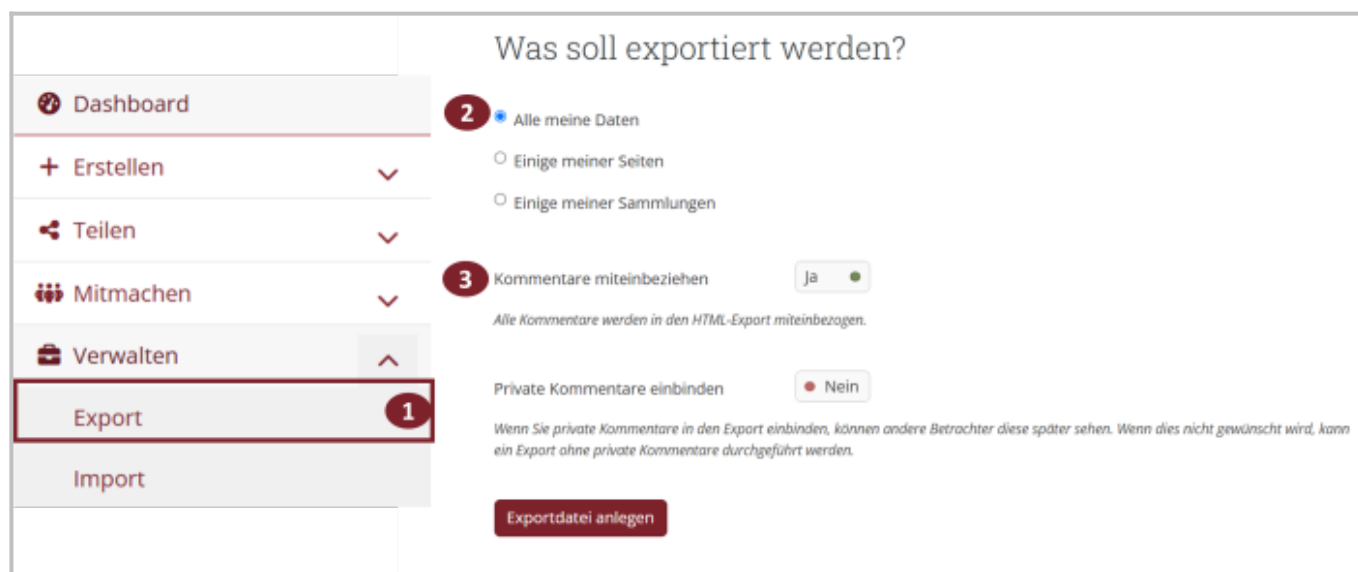 Was soll exportiert werden?
Dashboard
Erstellen
Teilen
Mitmachen
Verwalten
Export
1
Import
2
Alle meine Daten
Einige meiner Seiten
Einige meiner Sammlungen
3
Kommentare miteinbeziehen
Ja
Alle Kommentare werden in den HTML-Export miteinbezogen.
Private Kommentare einbinden
Nein
Wenn Sie private Kommentare in den Export einbinden, können andere Betrachter diese später sehen. Wenn dies nicht gewünscht wird, kann
ein Export ohne private Kommentare durchgeführt werden.
Exportdatei anlegen